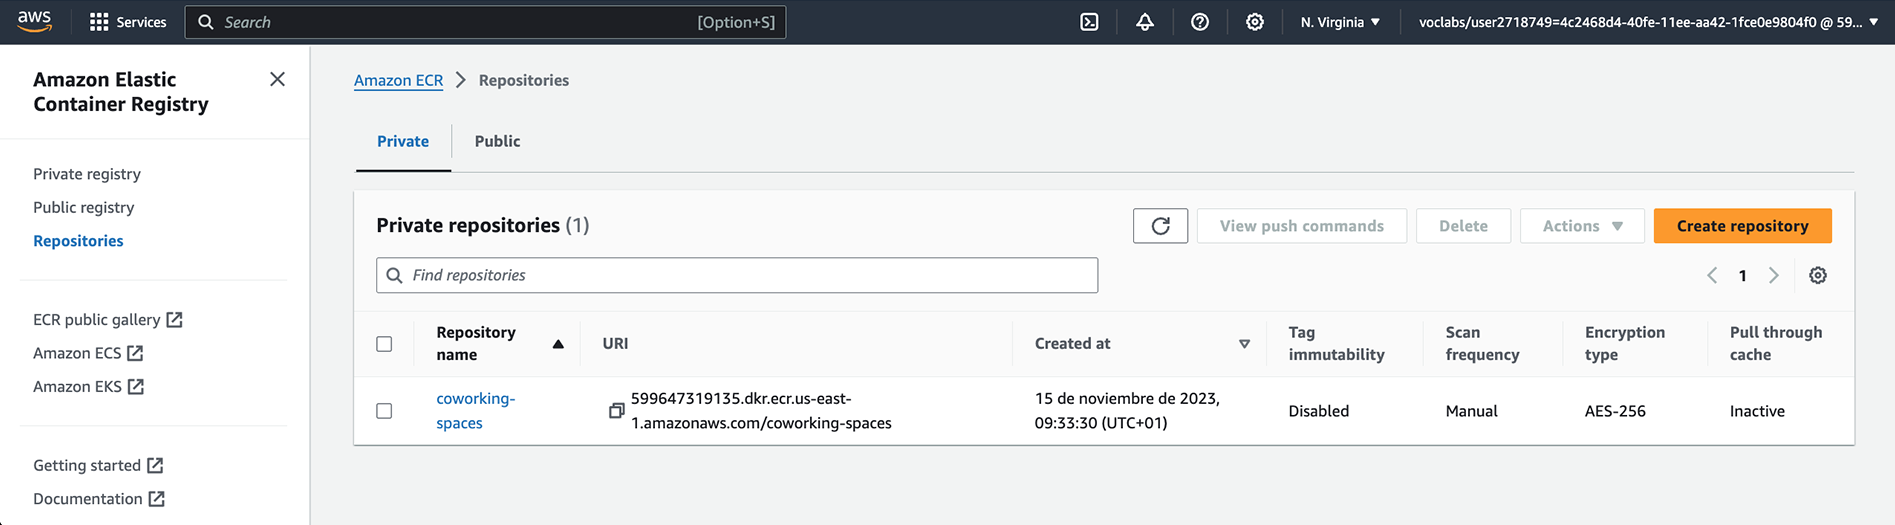 aws
Services
Search
[Option+S]
N. Virginia
voclabs/user2718749=4c2468d4-40fe-11ee-aa42-1fce0e9804f0 @ 59...
Amazon Elastic
Container Registry
Private registry
Public registry
Repositories
ECR public gallery
Amazon ECS
Amazon EKS
Getting started
Documentation
Amazon ECR
Repositories
Private
Public
Private repositories (1)
View push commands
Delete
Actions
Create repository
Find repositories
1
Repository
name
URI
Created at
Tag
immutability
Scan
frequency
Encryption
type
Pull through
cache
coworking-
spaces
599647319135.dkr.ecr.us-east-
1.amazonaws.com/coworking-spaces
15 de noviembre de 2023,
09:33:30 (UTC+01)
Disabled
Manual
AES-256
Inactive